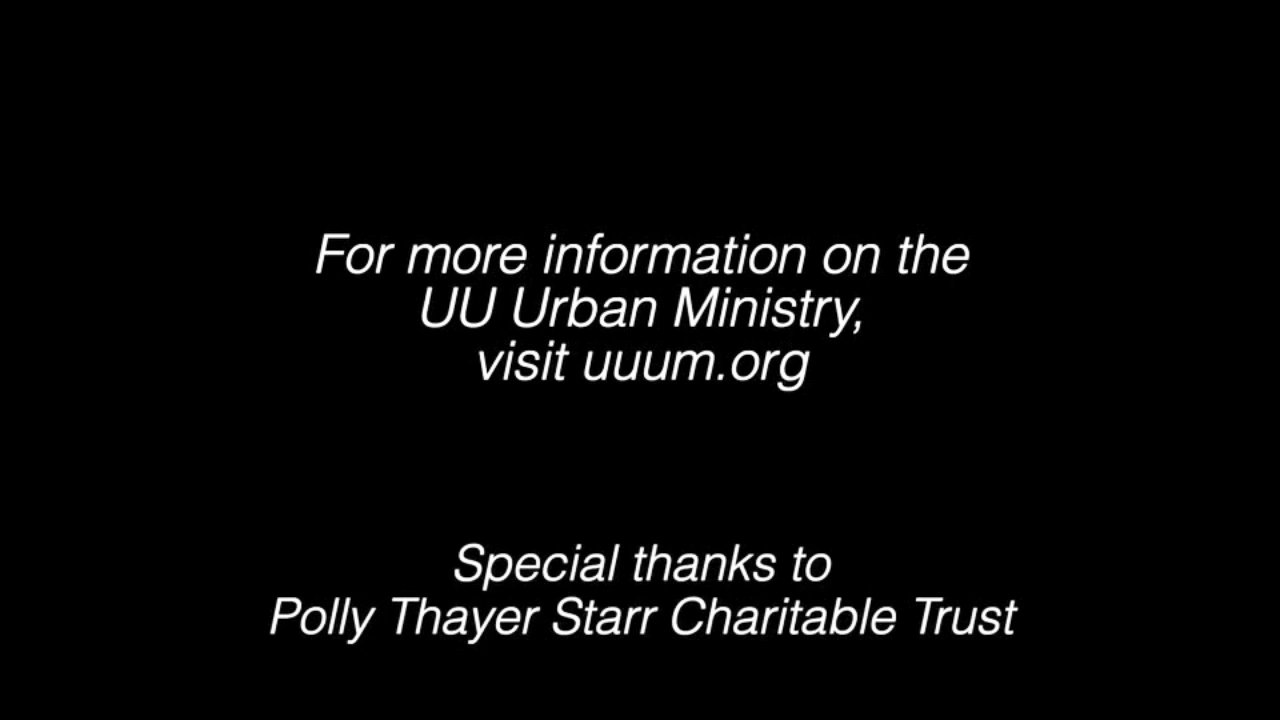 For more information on the
UU Urban Ministry,
visit uuum.org
Special thanks to
Polly Thayer Starr Charitable Trust